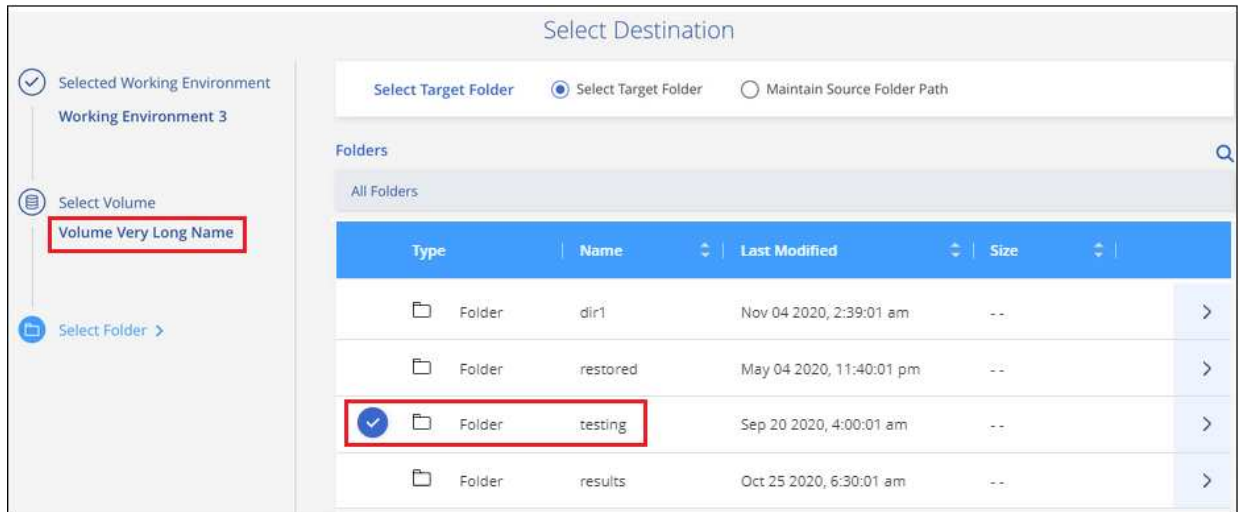 Select Destination
Selected Working Environment
Working Environment 3
Select Volume
Volume Very Long Name
Select Folder >
Select Target Folder Select Target Folder Maintain Source Folder Path
Folders
All Folders
Type Name Last Modified Size
Folder dir1 Nov 04 2020, 2:39:01 am --
Folder restored May 04 2020, 11:40:01 pm --
Folder testing Sep 20 2020, 4:00:01 am --
Folder results Oct 25 2020, 6:30:01 am --